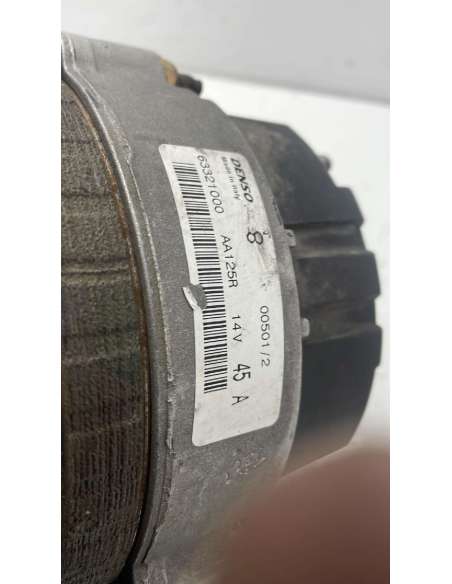 DENSO
Made in Italy
8
00501/2
63321000 AA125R 14V 45 A